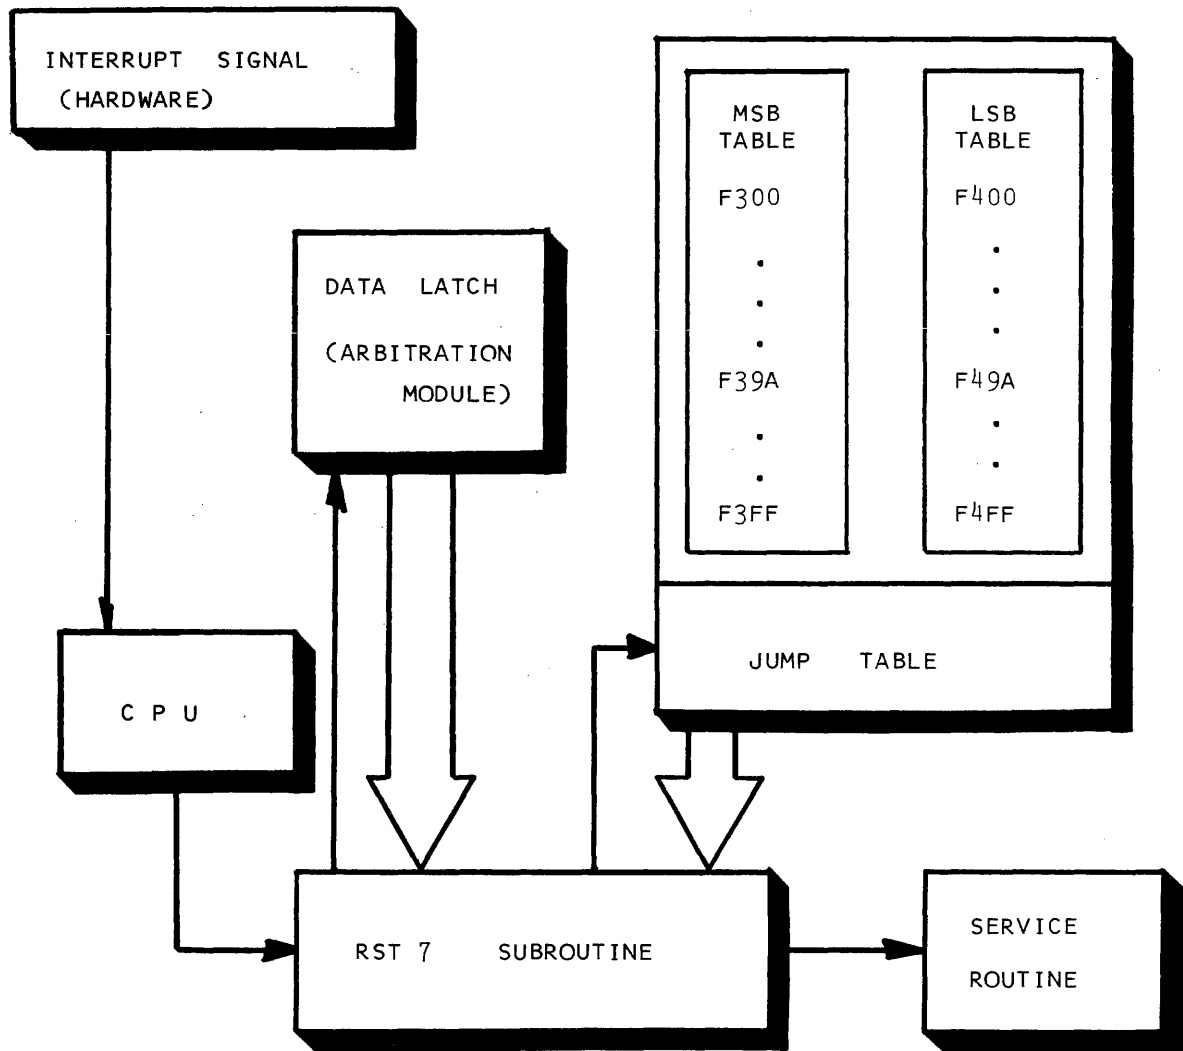 INTERRUPT SIGNAL
(HARDWARE)
DATA LATCH
(ARBITRATION
MODULE)
MSB
TABLE
F300
.
.
.
F39A
.
.
F3FF
LSB
TABLE
F400
.
.
.
F49A
.
.
F4FF
JUMP TABLE
C P U
RST 7 SUBROUTINE
SERVICE
ROUTINE